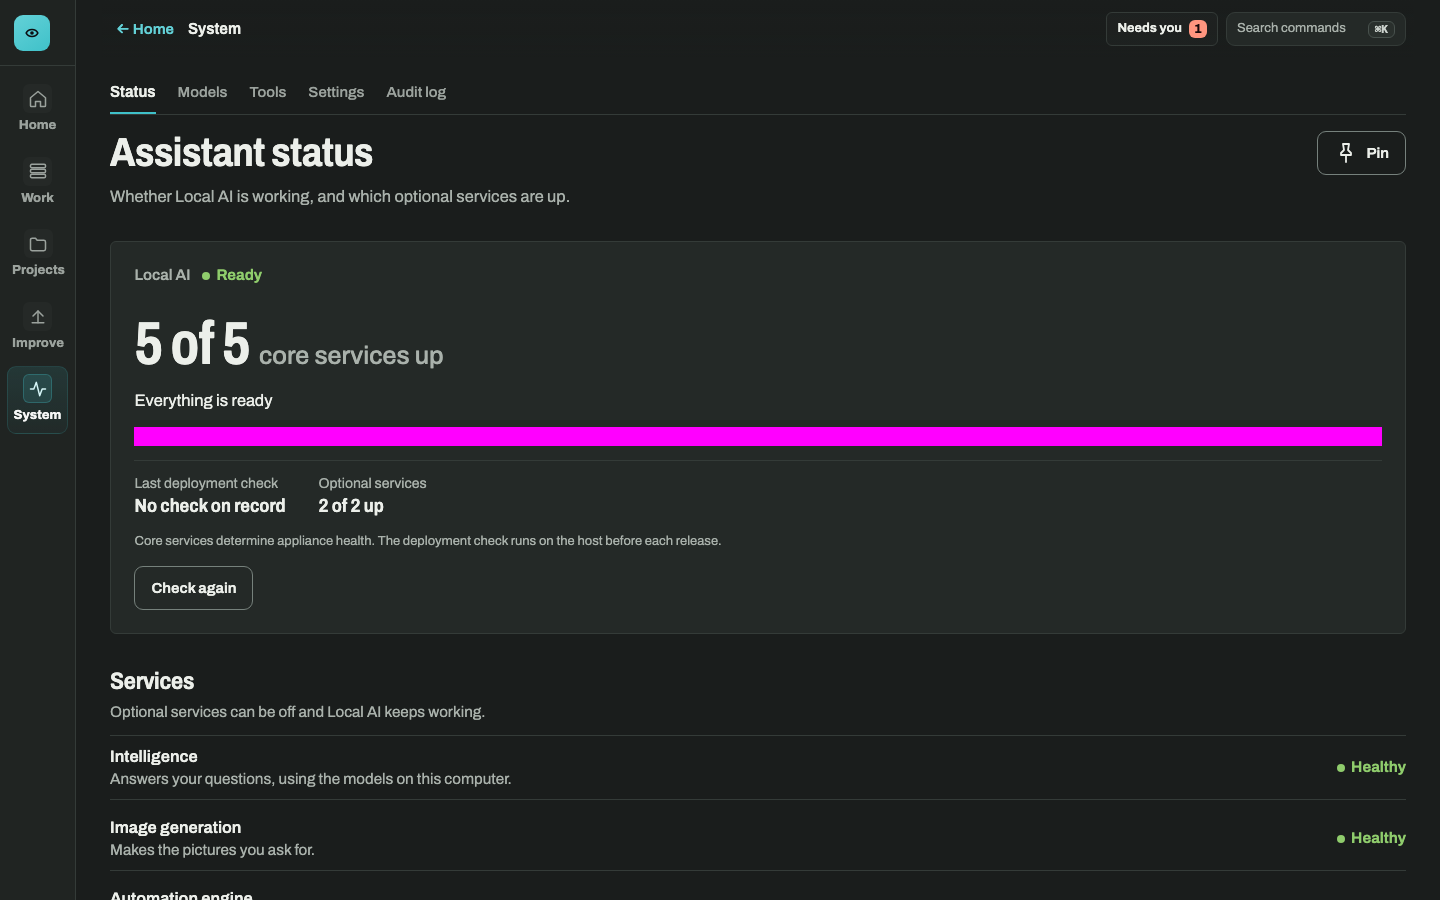 ← Home
System
Needs you 1
Search commands ⌘K
Home
Work
Projects
Improve
System
Status
Models
Tools
Settings
Audit log
Assistant status
Pin
Whether Local AI is working, and which optional services are up.
Local AI
Ready
5 of 5 core services up
Everything is ready
Last deployment check
No check on record
Optional services
2 of 2 up
Core services determine appliance health. The deployment check runs on the host before each release.
Check again
Services
Optional services can be off and Local AI keeps working.
Intelligence
Answers your questions, using the models on this computer.
Healthy
Image generation
Makes the pictures you ask for.
Healthy
Automation engine